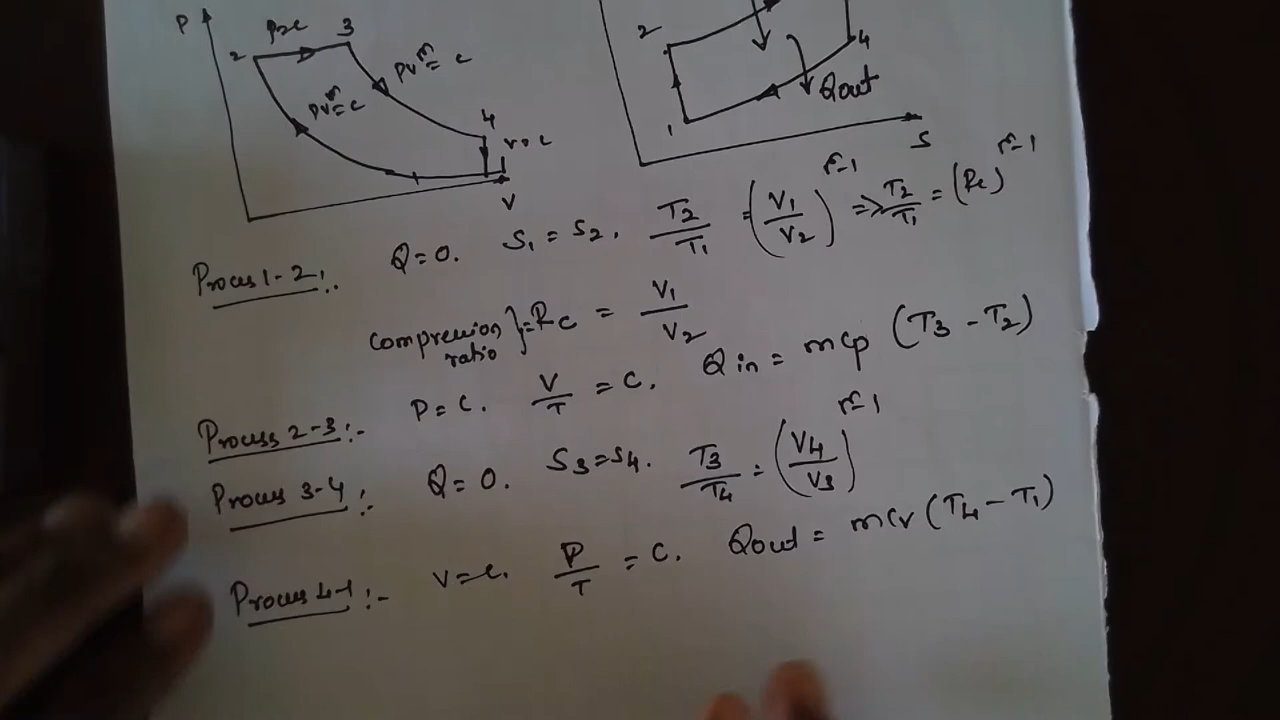 P
2
P=c
3
PV^r = c
PV^r = c
4
V=c
V
2
4
Qout
1
S
Process 1-2:- Q=0. S1 = S2. T2/T1 = (V1/V2)^r-1 => T2/T1 = (Rc)^r-1
compression ratio } = Rc = V1/V2
Process 2-3:- P=c. V/T = C. Qin = mcp (T3 - T2)
Process 3-4:- Q=0. S3=S4. T3/T4 = (V4/V3)^r-1
Process 4-1:- V=c. P/T = C. Qout = mcv (T4 - T1)